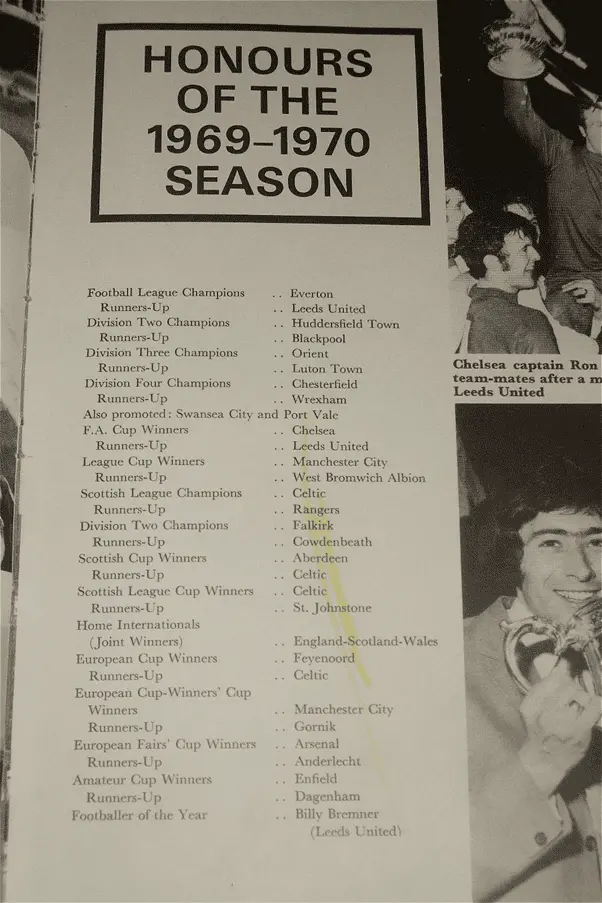 HONOURS
OF THE
1969–1970
SEASON
Football League Champions .. Everton
Runners-Up .. Leeds United
Division Two Champions .. Huddersfield Town
Runners-Up .. Blackpool
Division Three Champions .. Orient
Runners-Up .. Luton Town
Division Four Champions .. Chesterfield
Runners-Up .. Wrexham
Also promoted: Swansea City and Port Vale
F.A. Cup Winners .. Chelsea
Runners-Up .. Leeds United
League Cup Winners .. Manchester City
Runners-Up .. West Bromwich Albion
Scottish League Champions .. Celtic
Runners-Up .. Rangers
Division Two Champions .. Falkirk
Runners-Up .. Cowdenbeath
Scottish Cup Winners .. Aberdeen
Runners-Up .. Celtic
Scottish League Cup Winners .. Celtic
Runners-Up .. St. Johnstone
Home Internationals
(Joint Winners) .. England-Scotland-Wales
European Cup Winners .. Feyenoord
Runners-Up .. Celtic
European Cup-Winners' Cup
Winners .. Manchester City
Runners-Up .. Gornik
European Fairs' Cup Winners .. Arsenal
Runners-Up .. Anderlecht
Amateur Cup Winners .. Enfield
Runners-Up .. Dagenham
Footballer of the Year .. Billy Bremner
(Leeds United)
Chelsea captain Ron
team-mates after a m
Leeds United